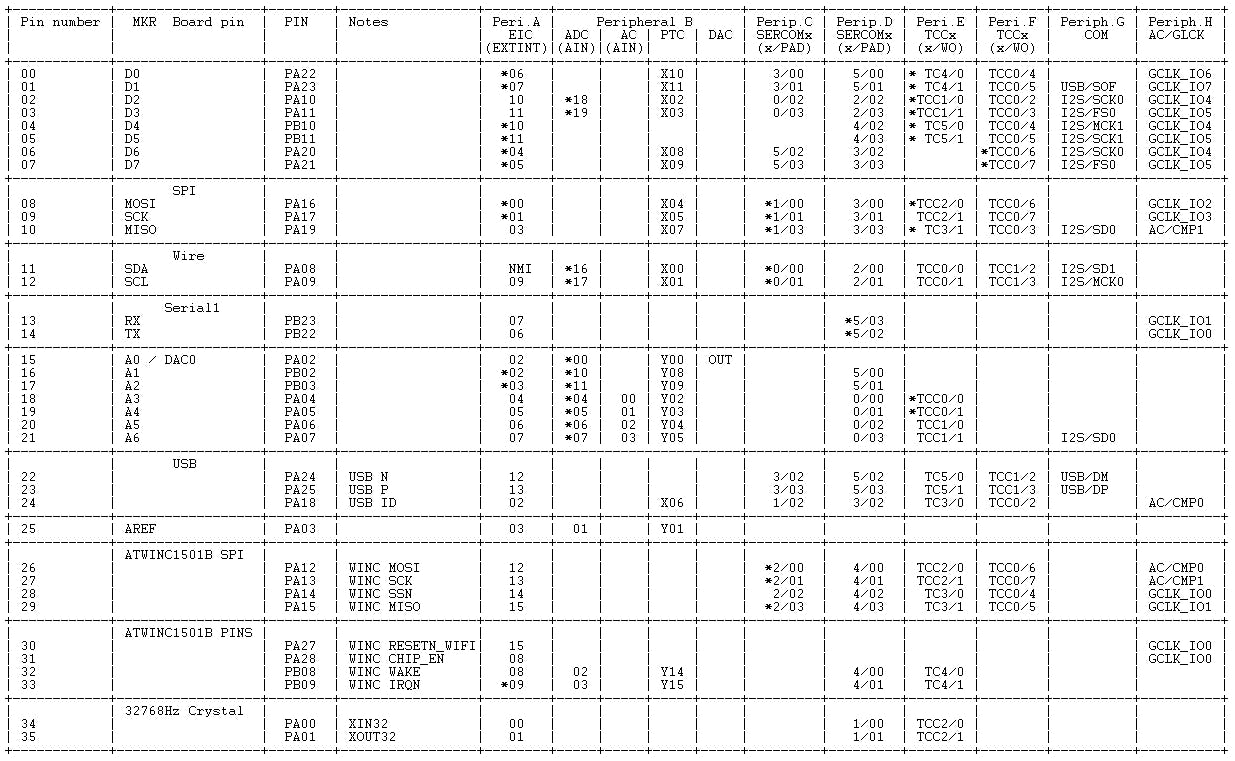 Pin number | MKR Board pin | PIN | Notes | Peri.A | Peripheral B | Perip.C | Perip.D | Peri.E | Peri.F | Periph.G | Periph.H
| | | | EIC | ADC | AC | PTC | DAC | SERCOMx | SERCOMx | TCCx | TCCx | COM | AC/GLCK
| | | | (EXTINT) | (AIN) | (AIN) | | | (x/PAD) | (x/PAD) | (x/WO) | (x/WO) | |
00 | D0 | PA22 | | *06 | | | X10 | | 3/00 | 5/00 | * TC4/0 | TCC0/4 | | GCLK_IO6
01 | D1 | PA23 | | *07 | | | X11 | | 3/01 | 5/01 | * TC4/1 | TCC0/5 | USB/SOF | GCLK_IO7
02 | D2 | PA10 | | 10 | *18 | | X02 | | 0/02 | 2/02 | *TCC1/0 | TCC0/2 | I2S/SCK0 | GCLK_IO4
03 | D3 | PA11 | | 11 | *19 | | X03 | | 0/03 | 2/03 | *TCC1/1 | TCC0/3 | I2S/FS0 | GCLK_IO5
04 | D4 | PB10 | | *10 | | | | | | 4/02 | * TC5/0 | TCC0/4 | I2S/MCK1 | GCLK_IO4
05 | D5 | PB11 | | *11 | | | | | | 4/03 | * TC5/1 | TCC0/5 | I2S/SCK1 | GCLK_IO5
06 | D6 | PA20 | | *04 | | | X08 | | 5/02 | 3/02 | | *TCC0/6 | I2S/SCK0 | GCLK_IO4
07 | D7 | PA21 | | *05 | | | X09 | | 5/03 | 3/03 | | *TCC0/7 | I2S/FS0 | GCLK_IO5
SPI
08 | MOSI | PA16 | | *00 | | | X04 | | *1/00 | 3/00 | *TCC2/0 | TCC0/6 | | GCLK_IO2
09 | SCK | PA17 | | *01 | | | X05 | | *1/01 | 3/01 | TCC2/1 | TCC0/7 | | GCLK_IO3
10 | MISO | PA19 | | 03 | | | X07 | | *1/03 | 3/03 | * TC3/1 | TCC0/3 | I2S/SD0 | AC/CMP1
Wire
11 | SDA | PA08 | | NMI | *16 | | X00 | | *0/00 | 2/00 | TCC0/0 | TCC1/2 | I2S/SD1 |
12 | SCL | PA09 | | 09 | *17 | | X01 | | *0/01 | 2/01 | TCC0/1 | TCC1/3 | I2S/MCK0 |
Serial1
13 | RX | PB23 | | 07 | | | | | | *5/03 | | | | GCLK_IO1
14 | TX | PB22 | | 06 | | | | | | *5/02 | | | | GCLK_IO0
15 | A0 / DAC0 | PA02 | | 02 | *00 | | Y00 | OUT | | | | | |
16 | A1 | PB02 | | *02 | *10 | | Y08 | | | 5/00 | | | |
17 | A2 | PB03 | | *03 | *11 | | Y09 | | | 5/01 | | | |
18 | A3 | PA04 | | 04 | *04 | 00 | Y02 | | | 0/00 | *TCC0/0 | | |
19 | A4 | PA05 | | 05 | *05 | 01 | Y03 | | | 0/01 | *TCC0/1 | | |
20 | A5 | PA06 | | 06 | *06 | 02 | Y04 | | | 0/02 | TCC1/0 | | |
21 | A6 | PA07 | | 07 | *07 | 03 | Y05 | | | 0/03 | TCC1/1 | | I2S/SD0 |
USB
22 | | PA24 | USB N | 12 | | | | | 3/02 | 5/02 | TC5/0 | TCC1/2 | USB/DM |
23 | | PA25 | USB P | 13 | | | | | 3/03 | 5/03 | TC5/1 | TCC1/3 | USB/DP |
24 | | PA18 | USB ID | 02 | | | X06 | | 1/02 | 3/02 | TC3/0 | TCC0/2 | | AC/CMP0
25 | AREF | PA03 | | 03 | 01 | | Y01 | | | | | | |
ATWINC1501B SPI
26 | | PA12 | WINC MOSI | 12 | | | | | *2/00 | 4/00 | TCC2/0 | TCC0/6 | | AC/CMP0
27 | | PA13 | WINC SCK | 13 | | | | | *2/01 | 4/01 | TCC2/1 | TCC0/7 | | AC/CMP1
28 | | PA14 | WINC SSN | 14 | | | | | 2/02 | 4/02 | TC3/0 | TCC0/4 | | GCLK_IO0
29 | | PA15 | WINC MISO | 15 | | | | | *2/03 | 4/03 | TC3/1 | TCC0/5 | | GCLK_IO1
ATWINC1501B PINS
30 | | PA27 | WINC RESETN_WIFI | 15 | | | | | | | | | | GCLK_IO0
31 | | PA28 | WINC CHIP_EN | 08 | | | | | | | | | | GCLK_IO0
32 | | PB08 | WINC WAKE | 08 | 02 | | Y14 | | | 4/00 | TC4/0 | | |
33 | | PB09 | WINC IRQN | *09 | 03 | | Y15 | | | 4/01 | TC4/1 | | |
32768Hz Crystal
34 | | PA00 | XIN32 | 00 | | | | | | 1/00 | TCC2/0 | | |
35 | | PA01 | XOUT32 | 01 | | | | | | 1/01 | TCC2/1 | | |